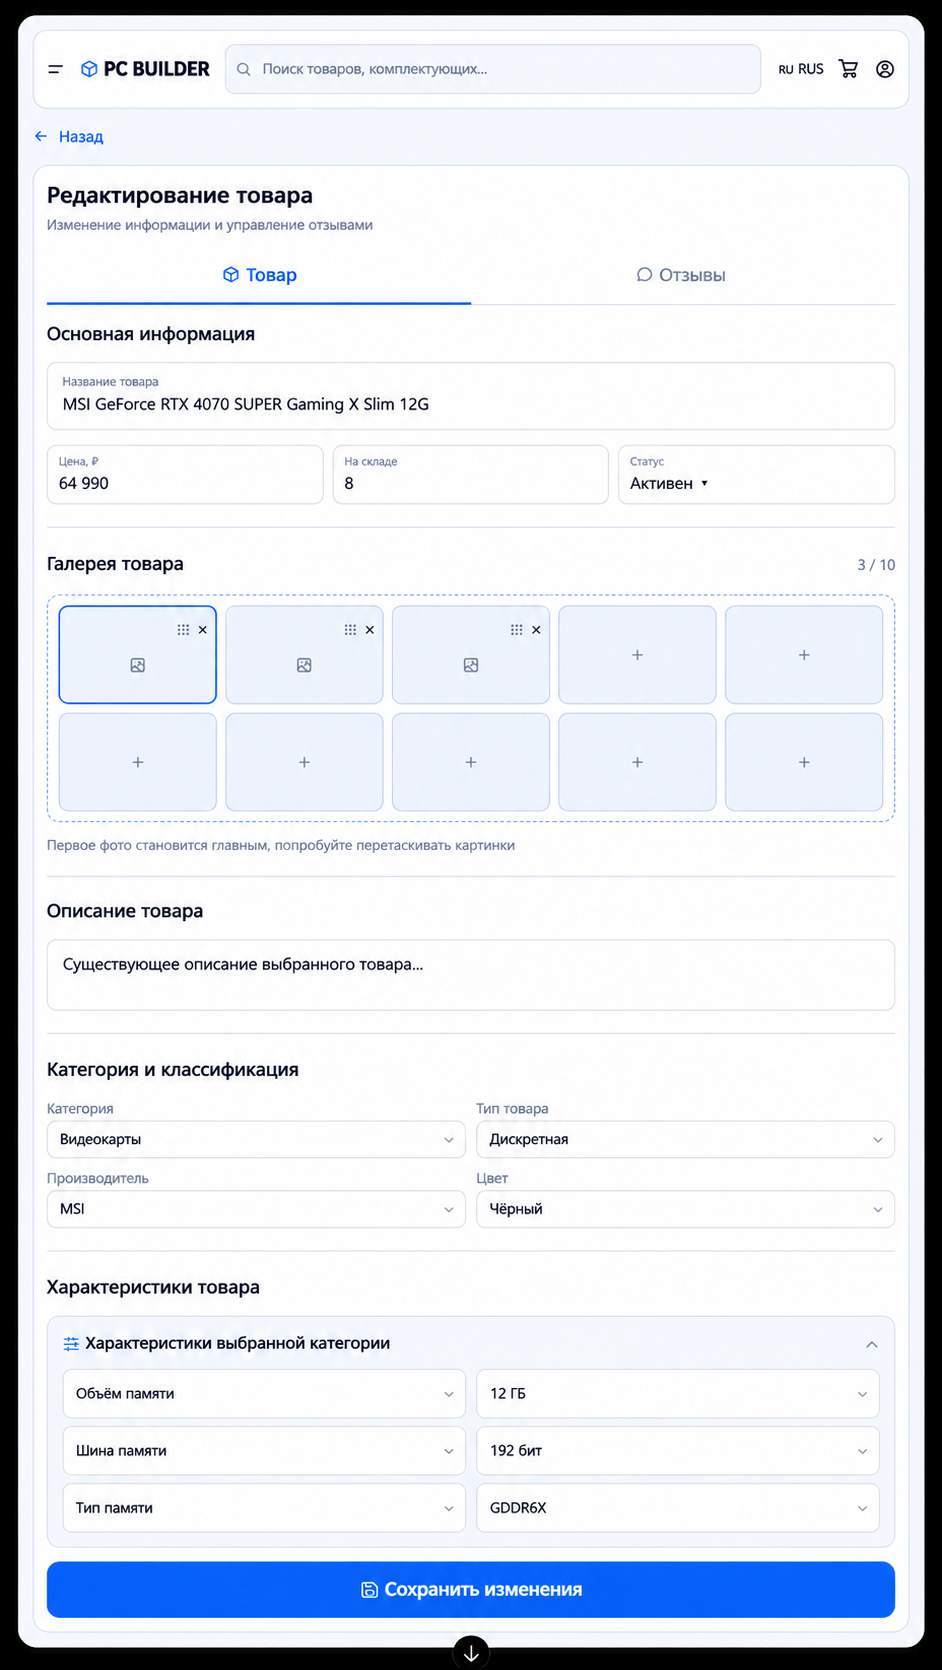 PC BUILDER
Поиск товаров, комплектующих...
RU RUS
← Назад
Редактирование товара
Изменение информации и управление отзывами
Товар
Отзывы
Основная информация
Название товара
MSI GeForce RTX 4070 SUPER Gaming X Slim 12G
Цена, ₽
64 990
На складе
8
Статус
Активен ▾
Галерея товара
3 / 10
Первое фото становится главным, попробуйте перетаскивать картинки
Описание товара
Существующее описание выбранного товара...
Категория и классификация
Категория
Видеокарты
Тип товара
Дискретная
Производитель
MSI
Цвет
Чёрный
Характеристики товара
Характеристики выбранной категории
Объём памяти
12 ГБ
Шина памяти
192 бит
Тип памяти
GDDR6X
Сохранить изменения